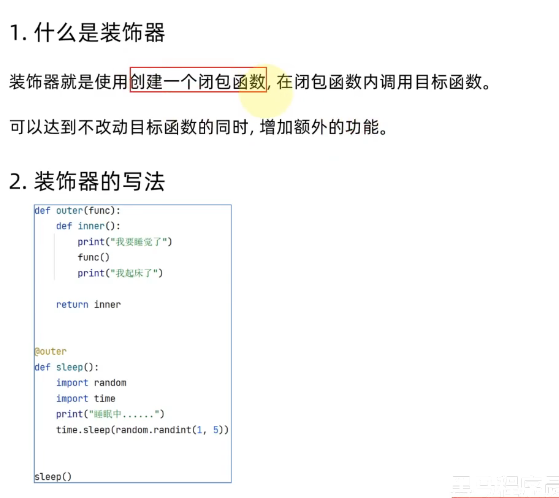 1. 什么是装饰器
装饰器就是使用创建一个闭包函数, 在闭包函数内调用目标函数。
可以达到不改动目标函数的同时, 增加额外的功能。
2. 装饰器的写法
def outer(func):
    def inner():
        print("我要睡觉了")
        func()
        print("我起床了")
    return inner
@outer
def sleep():
    import random
    import time
    print("睡眠中......")
    time.sleep(random.randint(1, 5))
sleep()